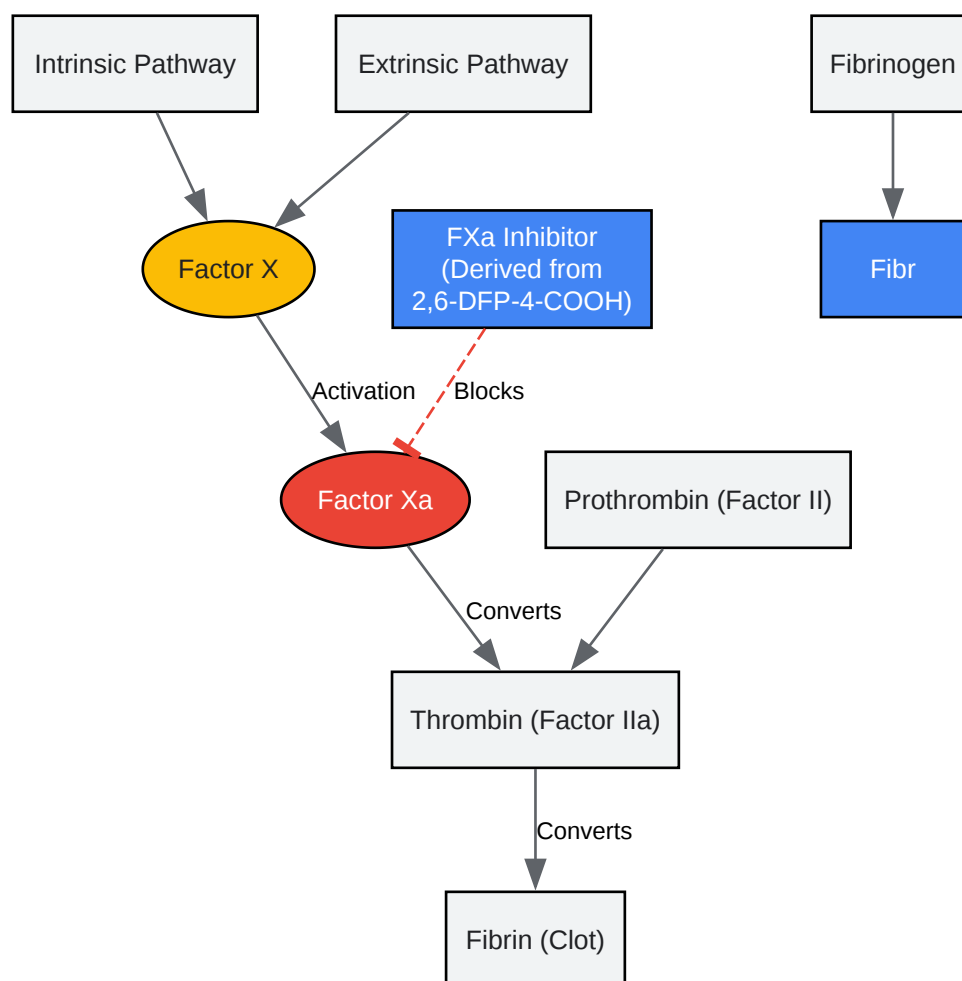 Intrinsic Pathway
Extrinsic Pathway
Fibrinogen
Factor X
FXa Inhibitor
(Derived from
2,6-DFP-4-COOH)
Fibr
Activation
Blocks
Factor Xa
Prothrombin (Factor II)
Converts
Thrombin (Factor IIa)
Converts
Fibrin (Clot)